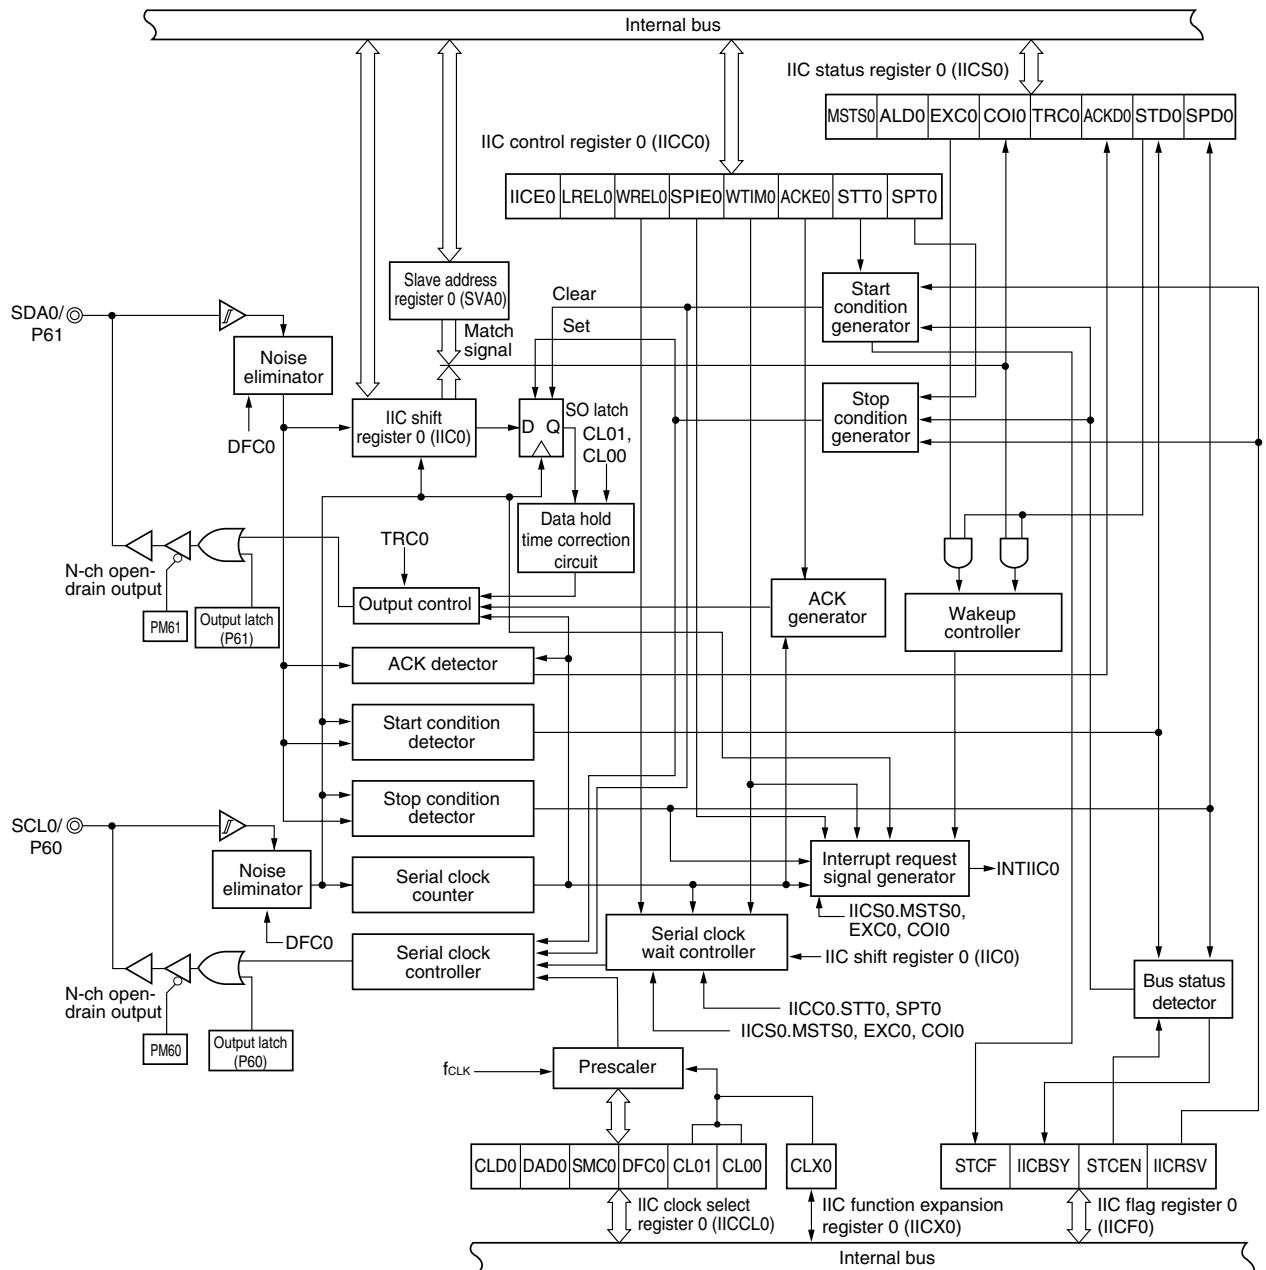 Internal bus
IIC status register 0 (IICS0)
MSTS0 ALD0 EXC0 COI0 TRC0 ACKD0 STD0 SPD0
IIC control register 0 (IICC0)
IICE0 LREL0 WREL0 SPIE0 WTIM0 ACKE0 STT0 SPT0
Slave address
register 0 (SVA0)
Clear
Start
condition
generator
SDA0/
P61
Set
Match
signal
Noise
eliminator
Stop
condition
generator
IIC shift
register 0 (IIC0)
D Q
SO latch
CL01,
CL00
DFC0
Data hold
time correction
circuit
TRC0
N-ch open-
drain output
PM61
Output latch
(P61)
Output control
ACK
generator
Wakeup
controller
ACK detector
Start condition
detector
Stop condition
detector
SCL0/
P60
Noise
eliminator
Serial clock
counter
Interrupt request
signal generator
INTIIC0
IICS0.MSTS0,
EXC0, COI0
DFC0
Serial clock
controller
Serial clock
wait controller
IIC shift register 0 (IIC0)
Bus status
detector
N-ch open-
drain output
PM60
Output latch
(P60)
IICC0.STT0, SPT0
IICS0.MSTS0, EXC0, COI0
fCLK
Prescaler
CLD0 DAD0 SMC0 DFC0 CL01 CL00
CLX0
STCF IICBSY STCEN IICRSV
IIC clock select
register 0 (IICCL0)
IIC function expansion
register 0 (IICX0)
IIC flag register 0
(IICF0)
Internal bus